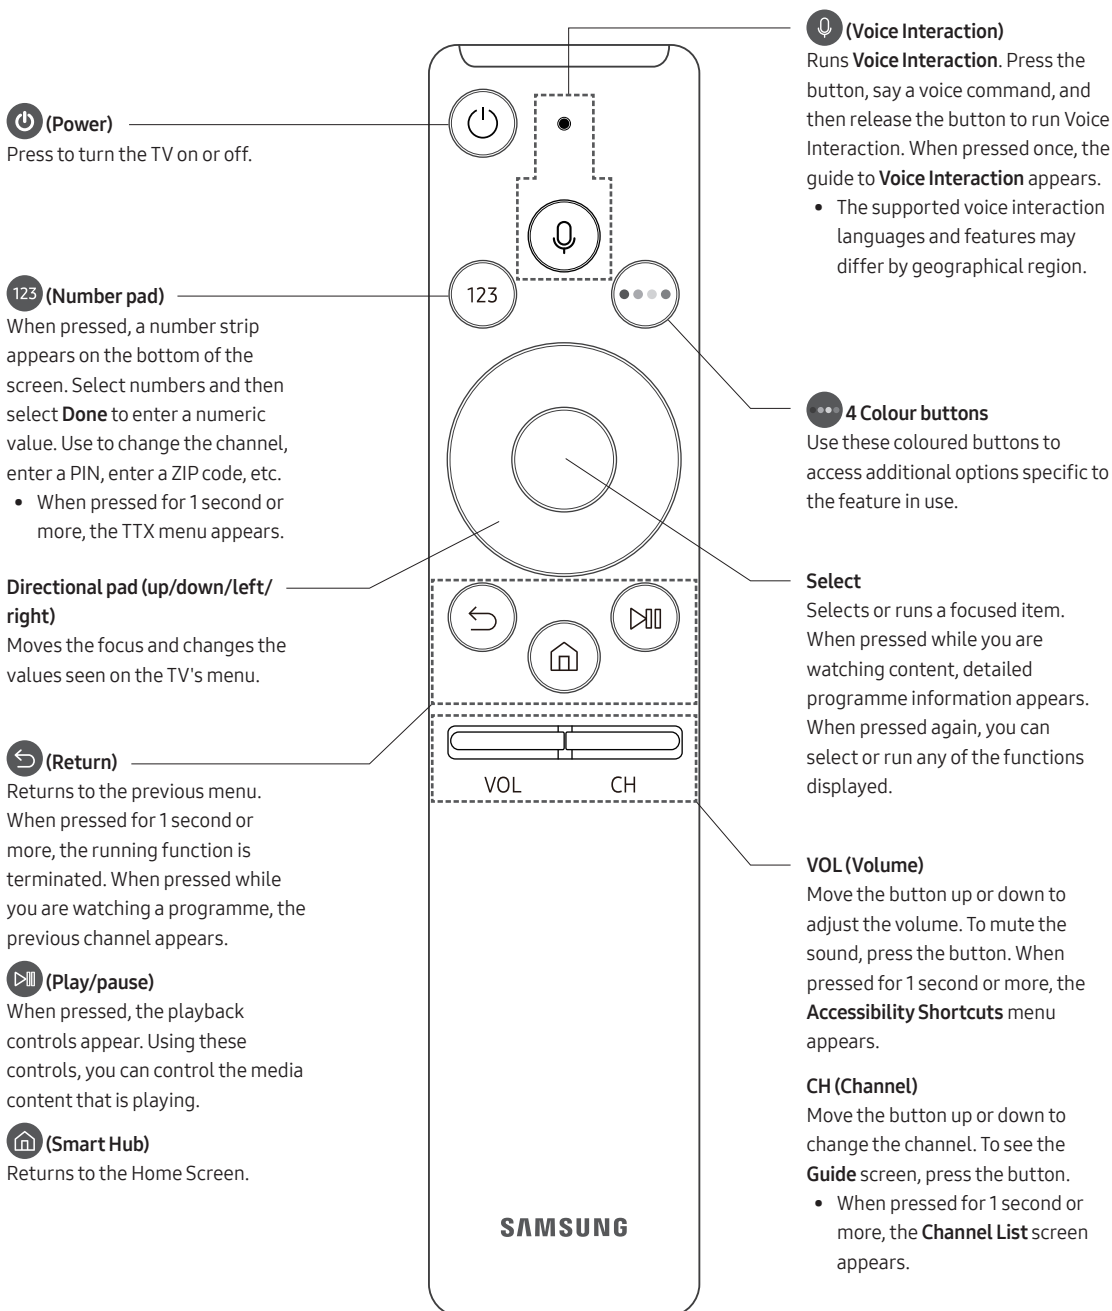 (Power)
Press to turn the TV on or off.
123 (Number pad)
When pressed, a number strip
appears on the bottom of the
screen. Select numbers and then
select Done to enter a numeric
value. Use to change the channel,
enter a PIN, enter a ZIP code, etc.
• When pressed for 1 second or
more, the TTX menu appears.
Directional pad (up/down/left/
right)
Moves the focus and changes the
values seen on the TV's menu.
(Return)
Returns to the previous menu.
When pressed for 1 second or
more, the running function is
terminated. When pressed while
you are watching a programme, the
previous channel appears.
(Play/pause)
When pressed, the playback
controls appear. Using these
controls, you can control the media
content that is playing.
(Smart Hub)
Returns to the Home Screen.
123
VOL CH
SAMSUNG
(Voice Interaction)
Runs Voice Interaction. Press the
button, say a voice command, and
then release the button to run Voice
Interaction. When pressed once, the
guide to Voice Interaction appears.
• The supported voice interaction
languages and features may
differ by geographical region.
4 Colour buttons
Use these coloured buttons to
access additional options specific to
the feature in use.
Select
Selects or runs a focused item.
When pressed while you are
watching content, detailed
programme information appears.
When pressed again, you can
select or run any of the functions
displayed.
VOL (Volume)
Move the button up or down to
adjust the volume. To mute the
sound, press the button. When
pressed for 1 second or more, the
Accessibility Shortcuts menu
appears.
CH (Channel)
Move the button up or down to
change the channel. To see the
Guide screen, press the button.
• When pressed for 1 second or
more, the Channel List screen
appears.